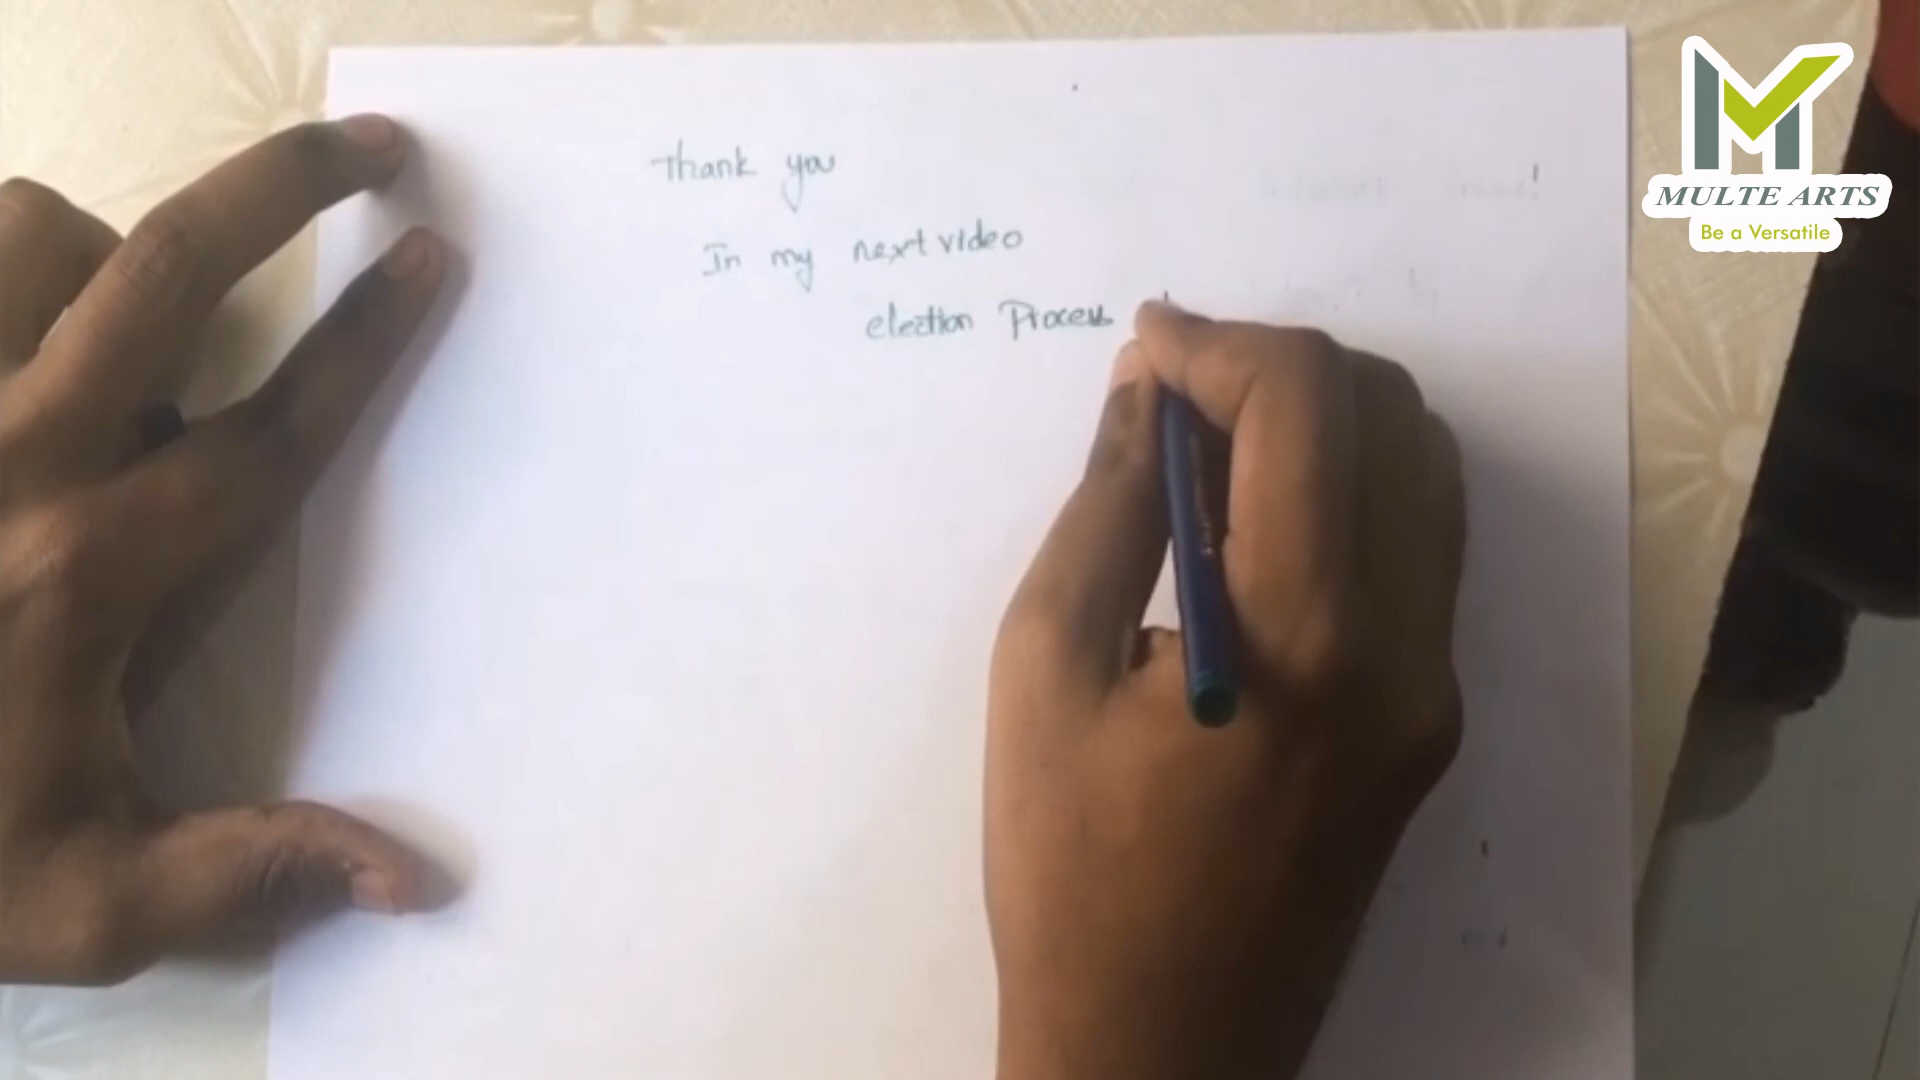 Thank you
In my next video
election Process
MULTE ARTS
Be a Versatile